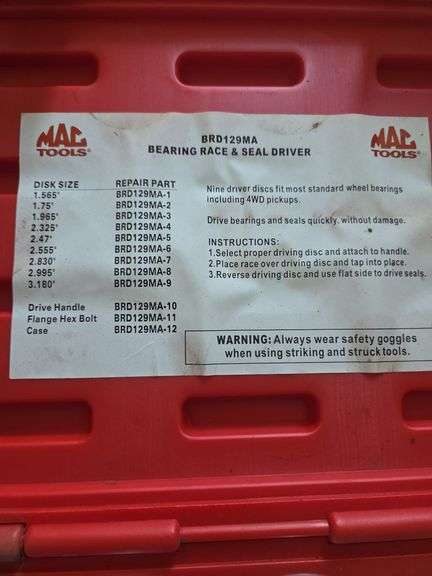 MAC
TOOLS®
BRD129MA
BEARING RACE & SEAL DRIVER
MAC
TOOLS®
DISK SIZE REPAIR PART
1.565' BRD129MA-1
1.75' BRD129MA-2
1.965' BRD129MA-3
2.325' BRD129MA-4
2.47' BRD129MA-5
2.555' BRD129MA-6
2.830' BRD129MA-7
2.995' BRD129MA-8
3.180' BRD129MA-9
Drive Handle BRD129MA-10
Flange Hex Bolt BRD129MA-11
Case BRD129MA-12
Nine driver discs fit most standard wheel bearings
including 4WD pickups.
Drive bearings and seals quickly, without damage.
INSTRUCTIONS:
1.Select proper driving disc and attach to handle.
2.Place race over driving disc and tap into place.
3.Reverse driving disc and use flat side to drive seals.
WARNING: Always wear safety goggles
when using striking and struck tools.